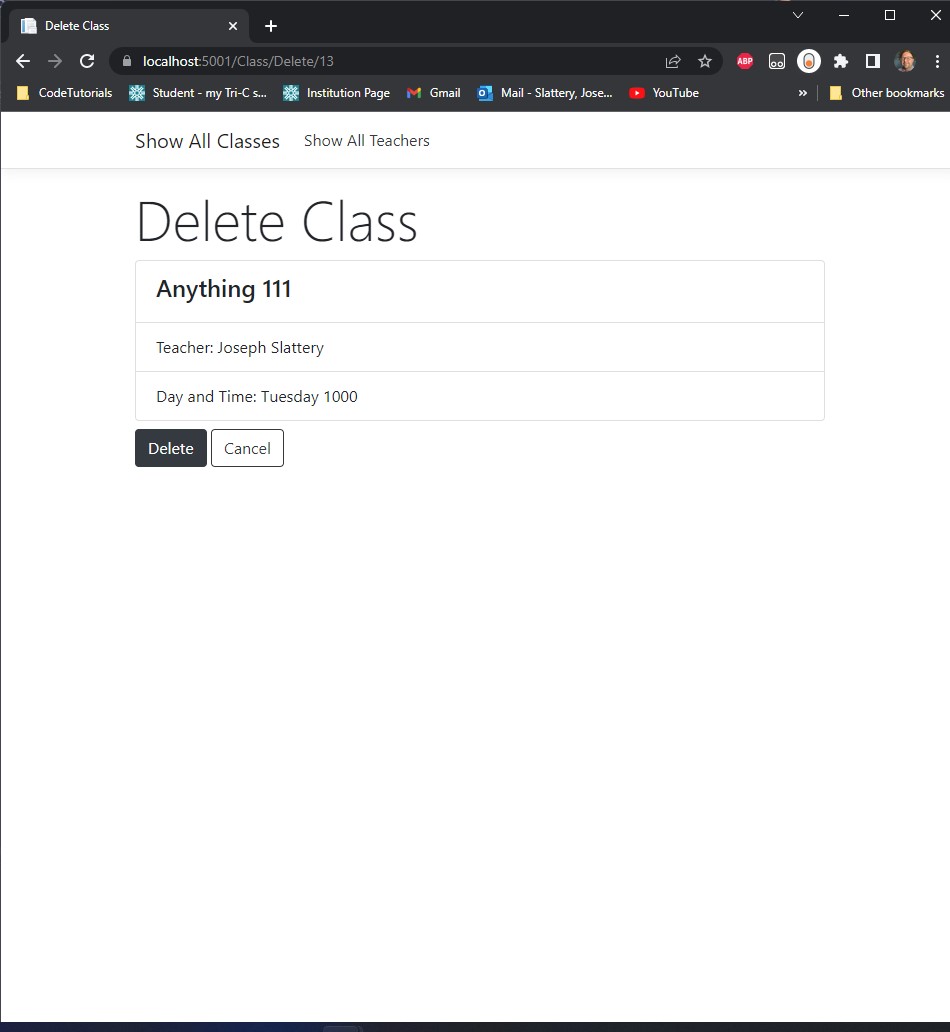 Delete Class
localhost:5001/Class/Delete/13
ABP
CodeTutorials
Student - my Tri-C s...
Institution Page
Gmail
Mail - Slattery, Jose...
YouTube
»
Other bookmarks
Show All Classes
Show All Teachers
Delete Class
Anything 111
Teacher: Joseph Slattery
Day and Time: Tuesday 1000
Delete
Cancel